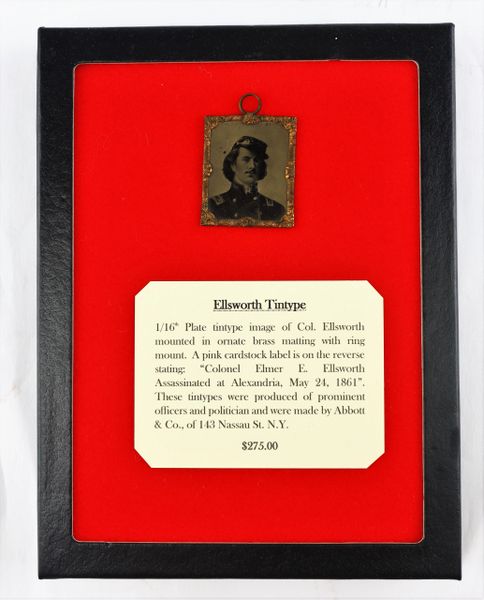 Ellsworth Tintype
1/16th Plate tintype image of Col. Ellsworth
mounted in ornate brass matting with ring
mount. A pink cardstock label is on the reverse
stating: “Colonel Elmer E. Ellsworth
Assassinated at Alexandria, May 24, 1861”.
These tintypes were produced of prominent
officers and politician and were made by Abbott
& Co., of 143 Nassau St. N.Y.
$275.00